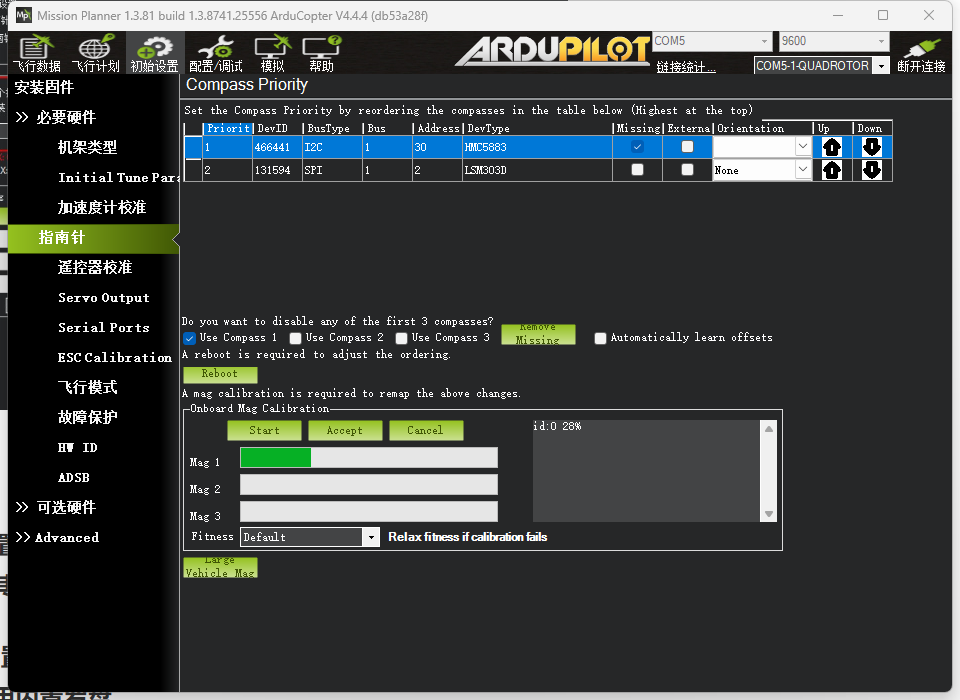 Mission Planner 1.3.81 build 1.3.8741.25556 ArduCopter V4.4.4 (db53a28f)
飞行数据 飞行计划 初始设置 配置/调试 模拟 帮助
ARDUPILOT
COM5 9600
链接统计... COM5-1-QUADROTOR 断开连接
安装固件
>> 必要硬件
机架类型
Initial Tune Para
加速度计校准
指南针
遥控器校准
Servo Output
Serial Ports
ESC Calibration
飞行模式
故障保护
HW ID
ADSB
>> 可选硬件
>> Advanced
Compass Priority
Set the Compass Priority by reordering the compasses in the table below (Highest at the top)
Priorit DevID BusType Bus Address DevType Missing Externa Orientation Up Down
1 466441 I2C 1 30 HMC5883
2 131594 SPI 1 2 LSM303D None
Do you want to disable any of the first 3 compasses?
Use Compass 1 Use Compass 2 Use Compass 3 Remove Missing Automatically learn offsets
A reboot is required to adjust the ordering.
Reboot
A mag calibration is required to remap the above changes.
Onboard Mag Calibration
Start Accept Cancel
id:0 28%
Mag 1
Mag 2
Mag 3
Fitness Default Relax fitness if calibration fails
Large
Vehicle Mag